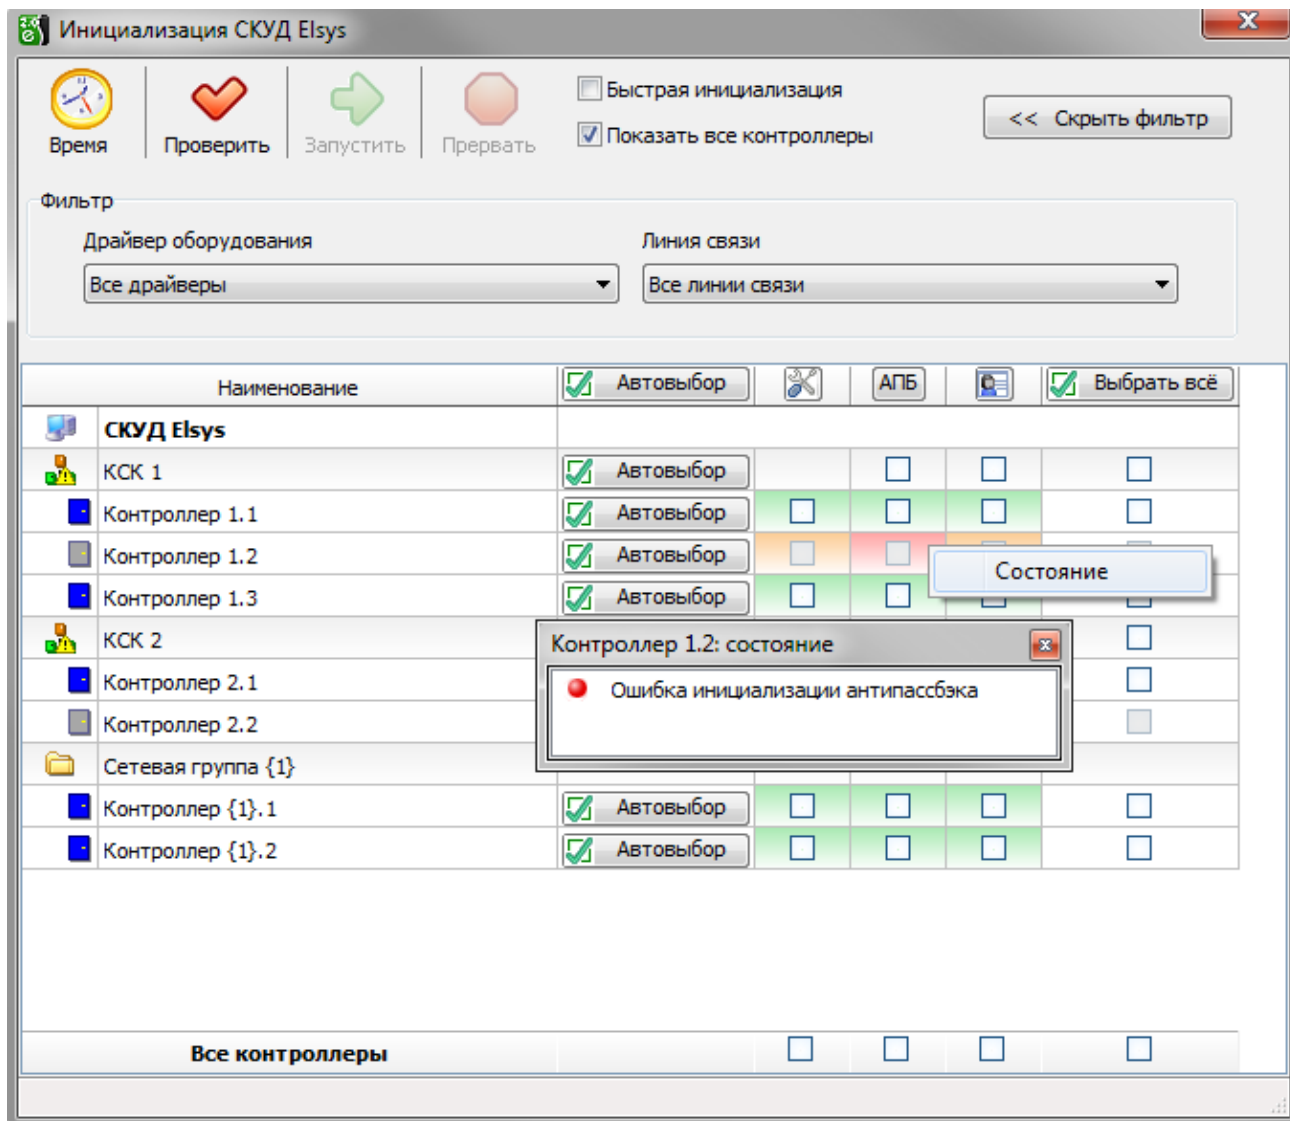 Инициализация СКУД Elsys
Время
Проверить
Запустить
Прервать
Быстрая инициализация
Показать все контроллеры
<< Скрыть фильтр
Фильтр
Драйвер оборудования
Линия связи
Все драйверы
Все линии связи
Наименование Автовыбор АПБ Выбрать всё
СКУД Elsys
КСК 1 Автовыбор
Контроллер 1.1 Автовыбор
Контроллер 1.2 Автовыбор
Состояние
Контроллер 1.3 Автовыбор
КСК 2
Контроллер 1.2: состояние
Контроллер 2.1
Ошибка инициализации антипассбэка
Контроллер 2.2
Сетевая группа {1}
Контроллер {1}.1 Автовыбор
Контроллер {1}.2 Автовыбор
Все контроллеры